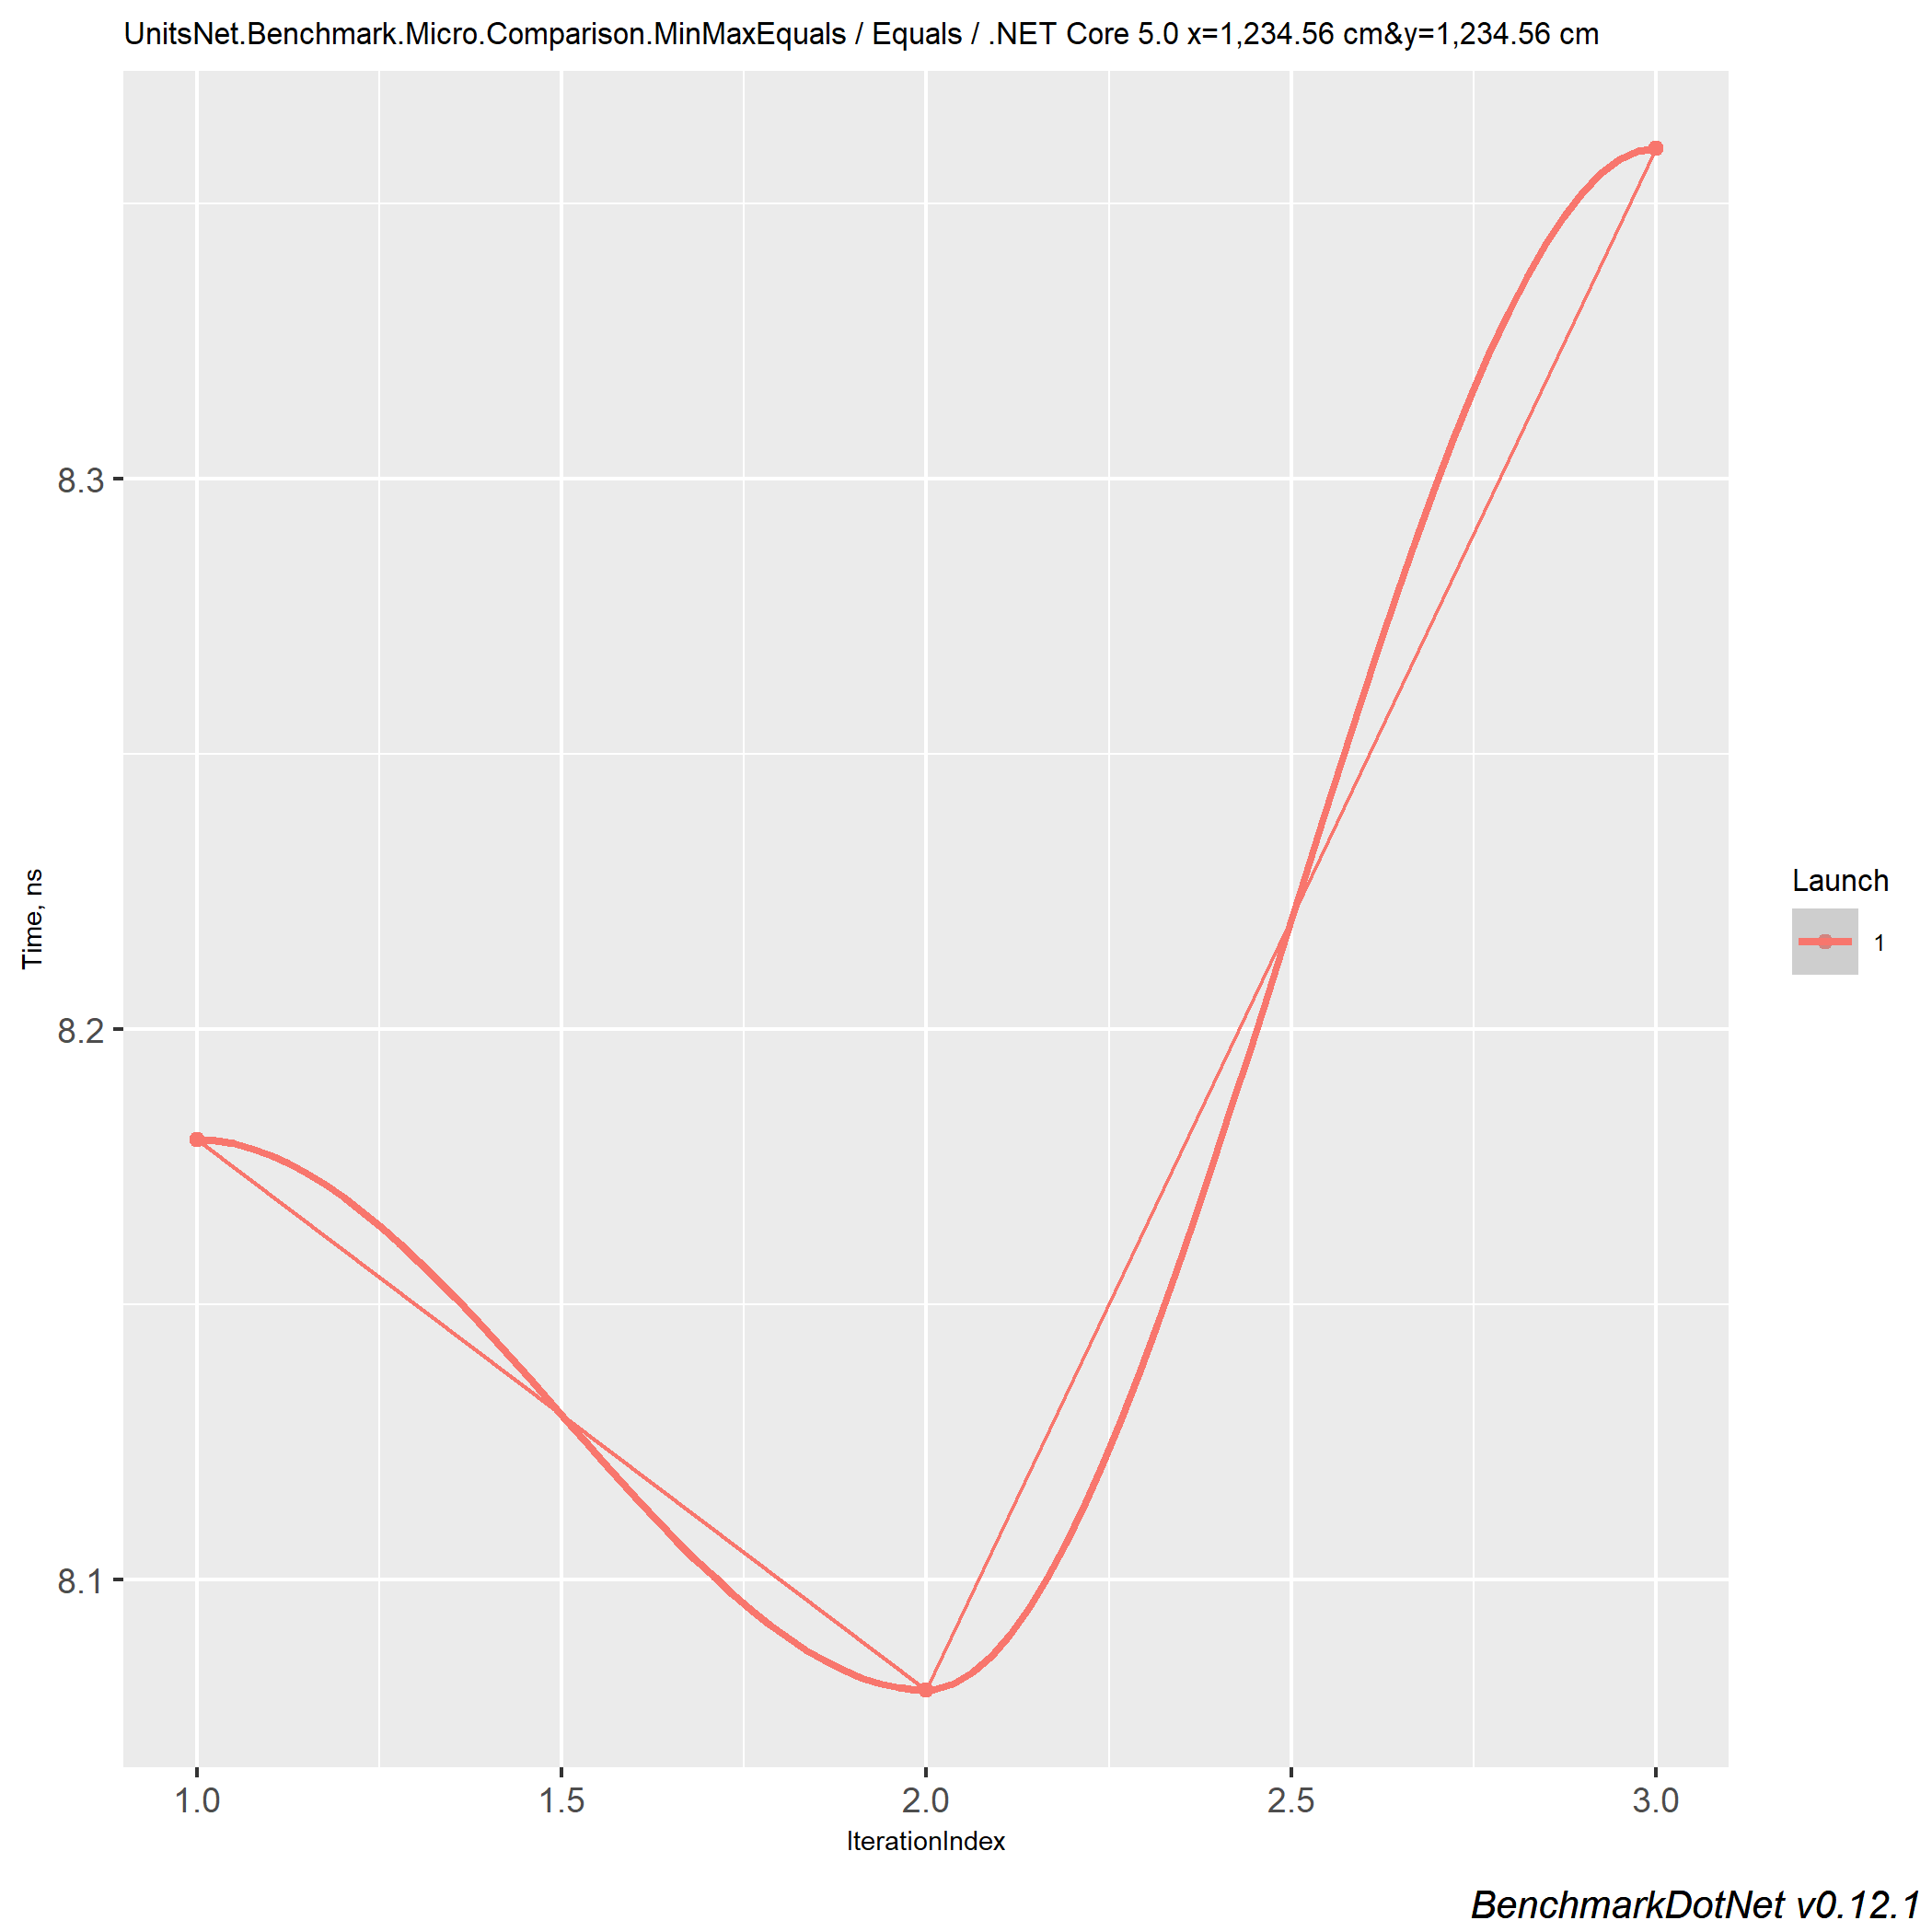 UnitsNet.Benchmark.Micro.Comparison.MinMaxEquals / Equals / .NET Core 5.0 x=1,234.56 cm&y=1,234.56 cm
8.3
8.2
8.1
Time, ns
Launch
1
1.0 1.5 2.0 2.5 3.0
IterationIndex
BenchmarkDotNet v0.12.1